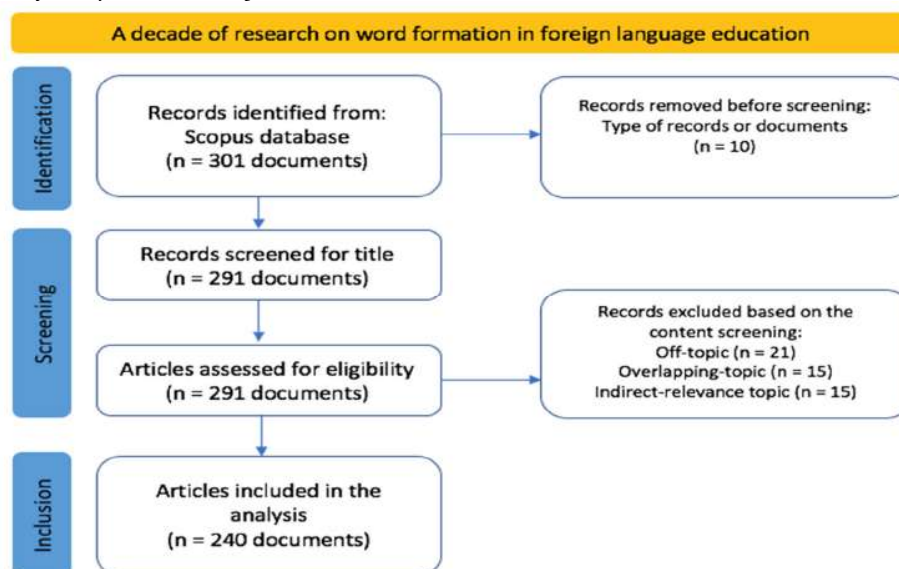 A decade of research on word formation in foreign language education
Identification
Records identified from:
Scopus database
(n = 301 documents)
Records removed before screening:
Type of records or documents
(n = 10)
Screening
Records screened for title
(n = 291 documents)
Articles assessed for eligibility
(n = 291 documents)
Records excluded based on the
content screening:
Off-topic (n = 21)
Overlapping-topic (n = 15)
Indirect-relevance topic (n = 15)
Inclusion
Articles included in the
analysis
(n = 240 documents)